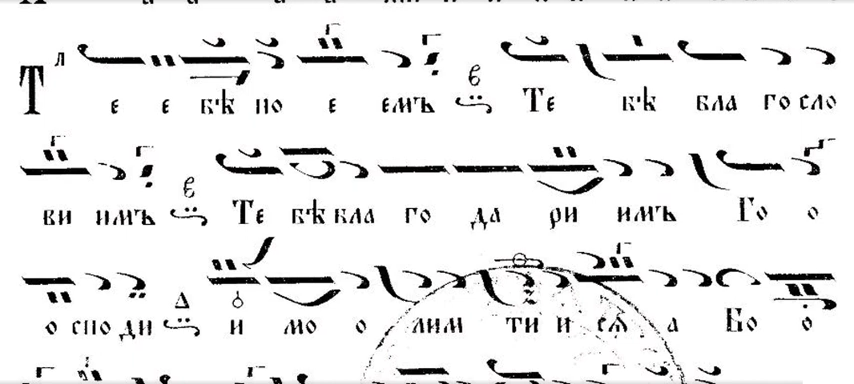 Т е е бѣ по е емъ Те бѣ бла го сло
ви имъ Те бѣ бла го да ри имъ Го о
о спо ди и мо о лим ти и сѧ а Бо о